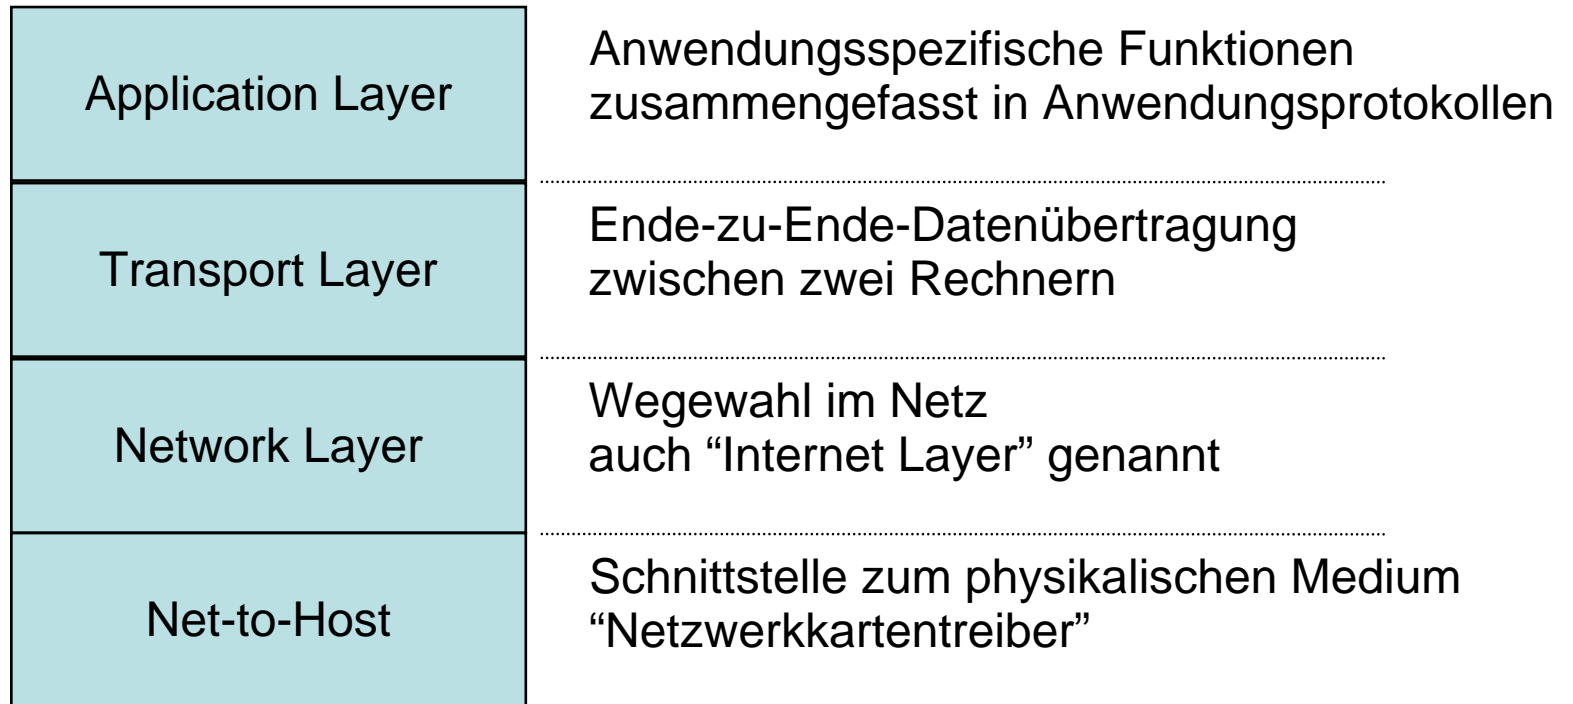 Application Layer
Anwendungsspezifische Funktionen
zusammengefasst in Anwendungsprotokollen
Transport Layer
Ende-zu-Ende-Datenübertragung
zwischen zwei Rechnern
Network Layer
Wegewahl im Netz
auch “Internet Layer” genannt
Net-to-Host
Schnittstelle zum physikalischen Medium
“Netzwerkkartentreiber”